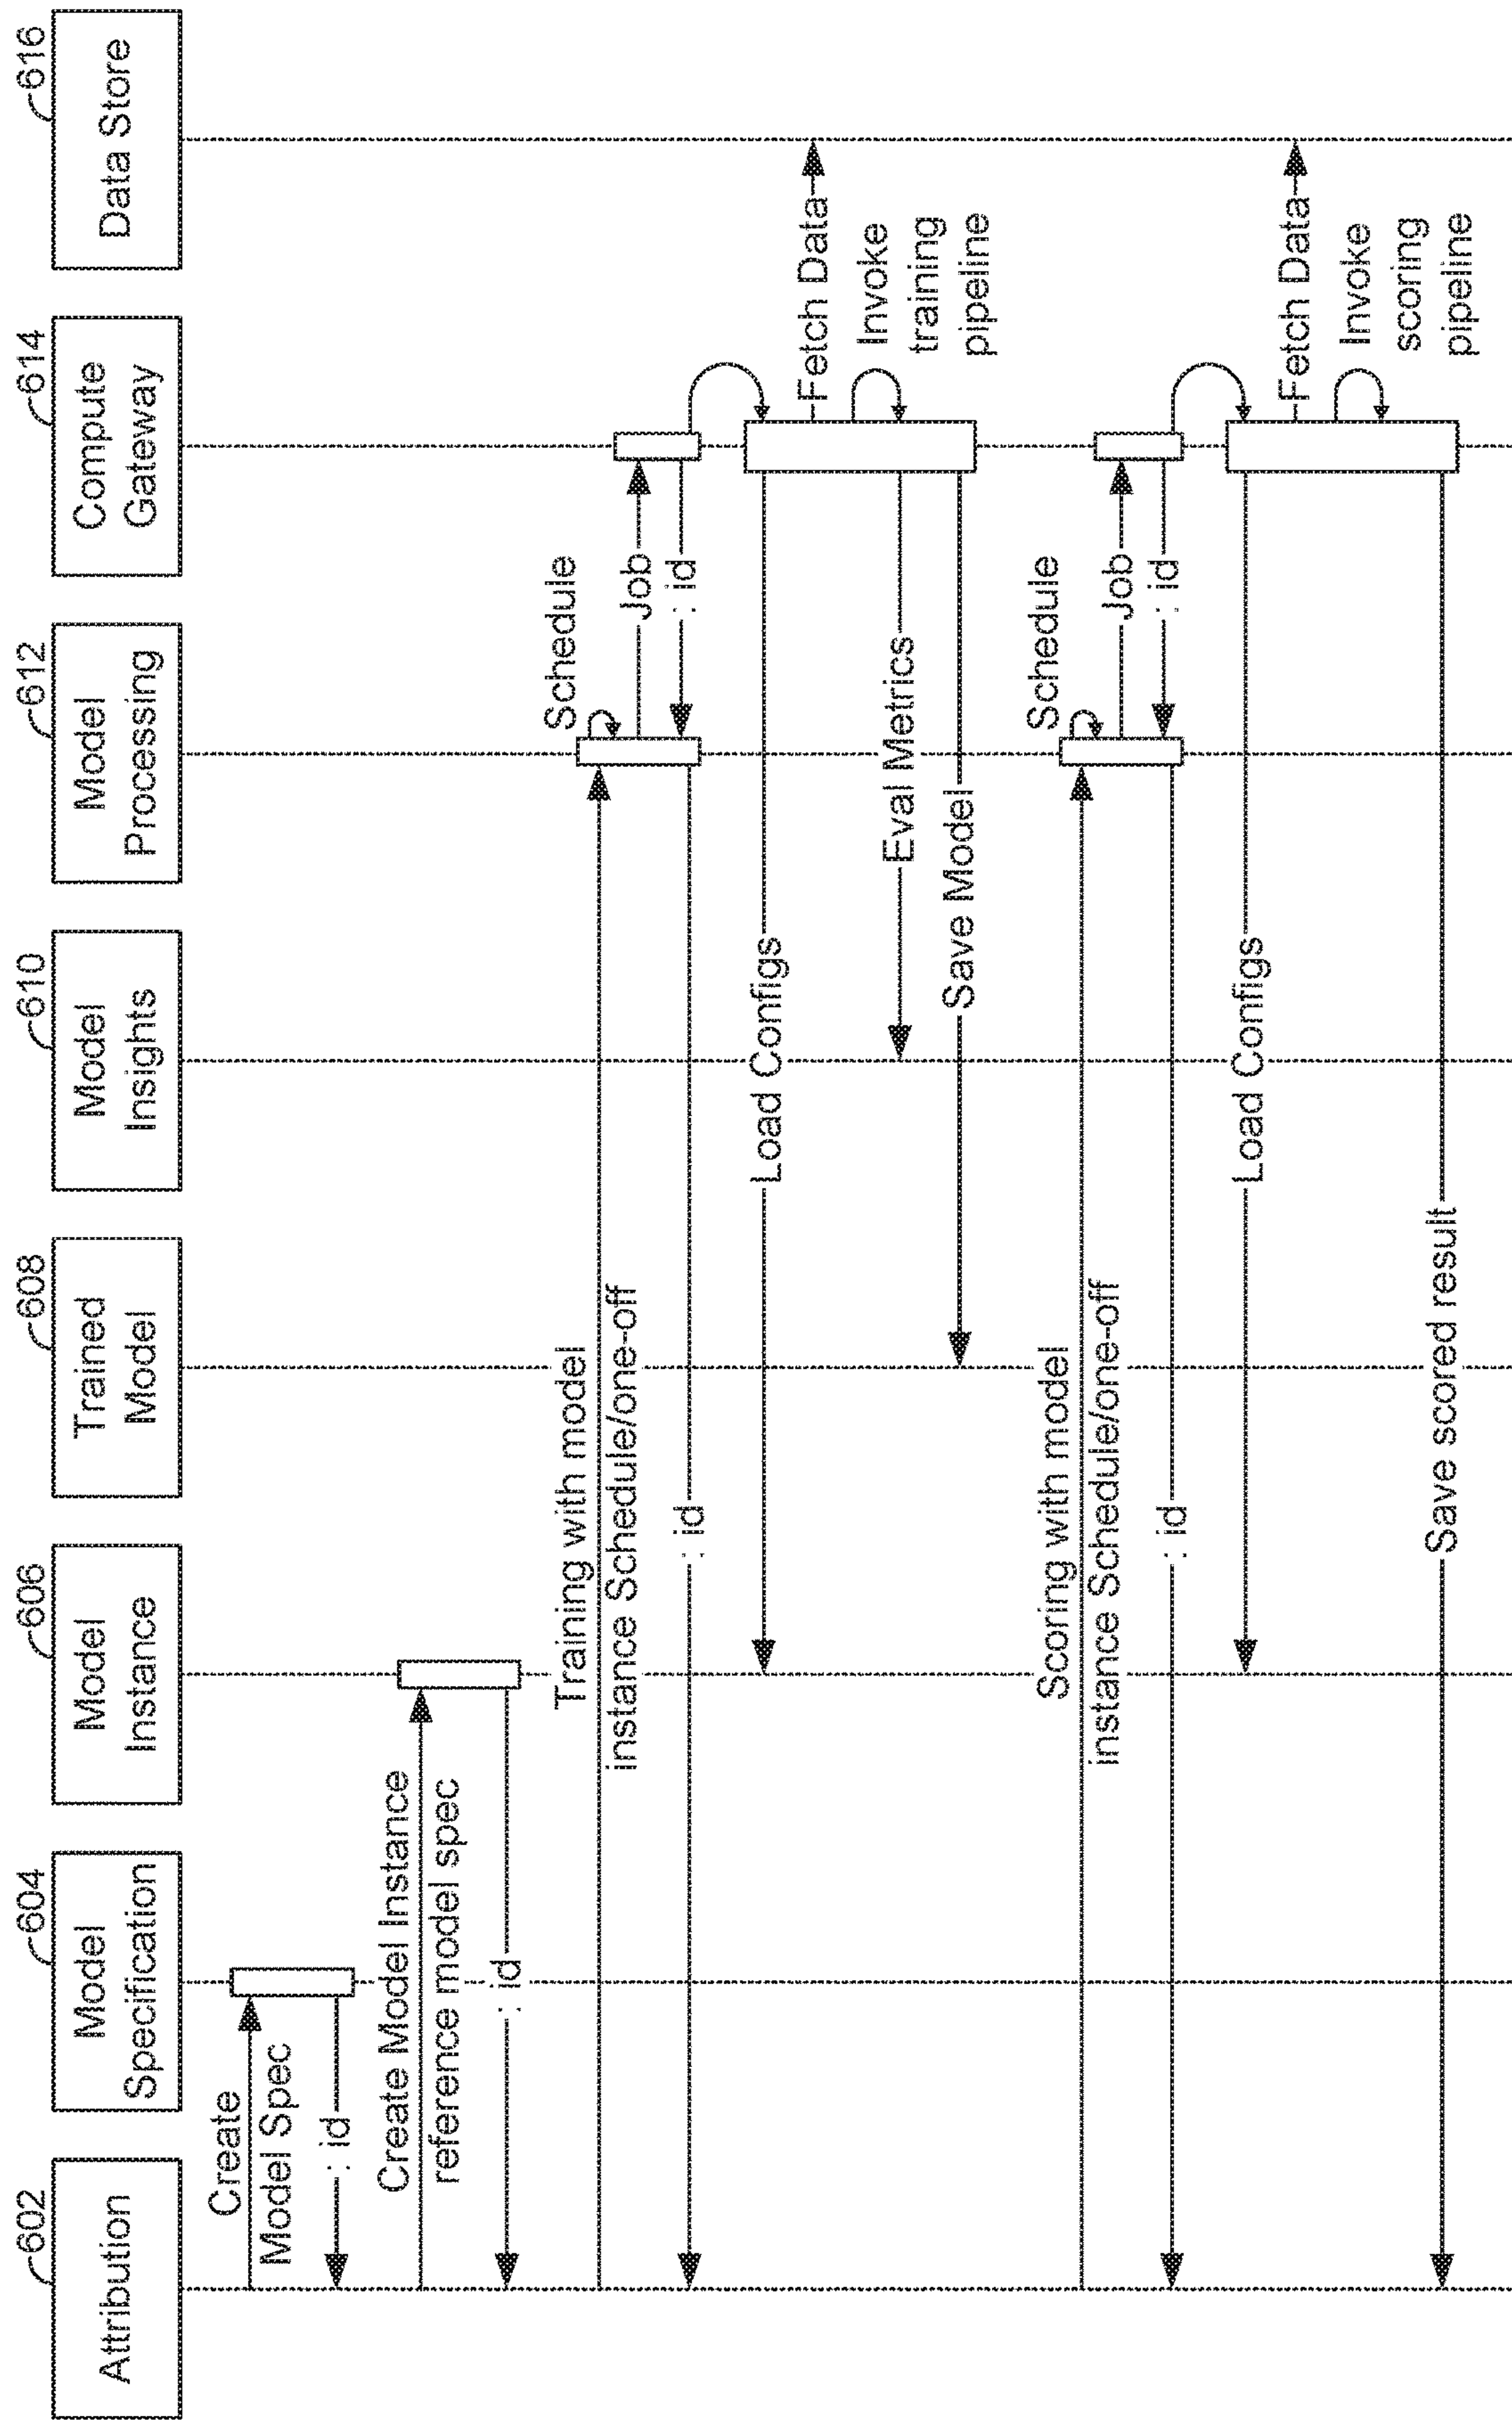 602
Attribution
604
Model
Specification
606
Model
Instance
608
Trained
Model
610
Model
Insights
612
Model
Processing
614
Compute
Gateway
616
Data Store
Create
Model Spec
: id
Create Model Instance
reference model spec
: id
Training with model
instance Schedule/one-off
Schedule
Job
: id
: id
Load Configs
Fetch Data
Invoke
training
pipeline
Eval Metrics
Save Model
Scoring with model
instance Schedule/one-off
Schedule
Job
: id
: id
Load Configs
Fetch Data
Invoke
scoring
pipeline
Save scored result